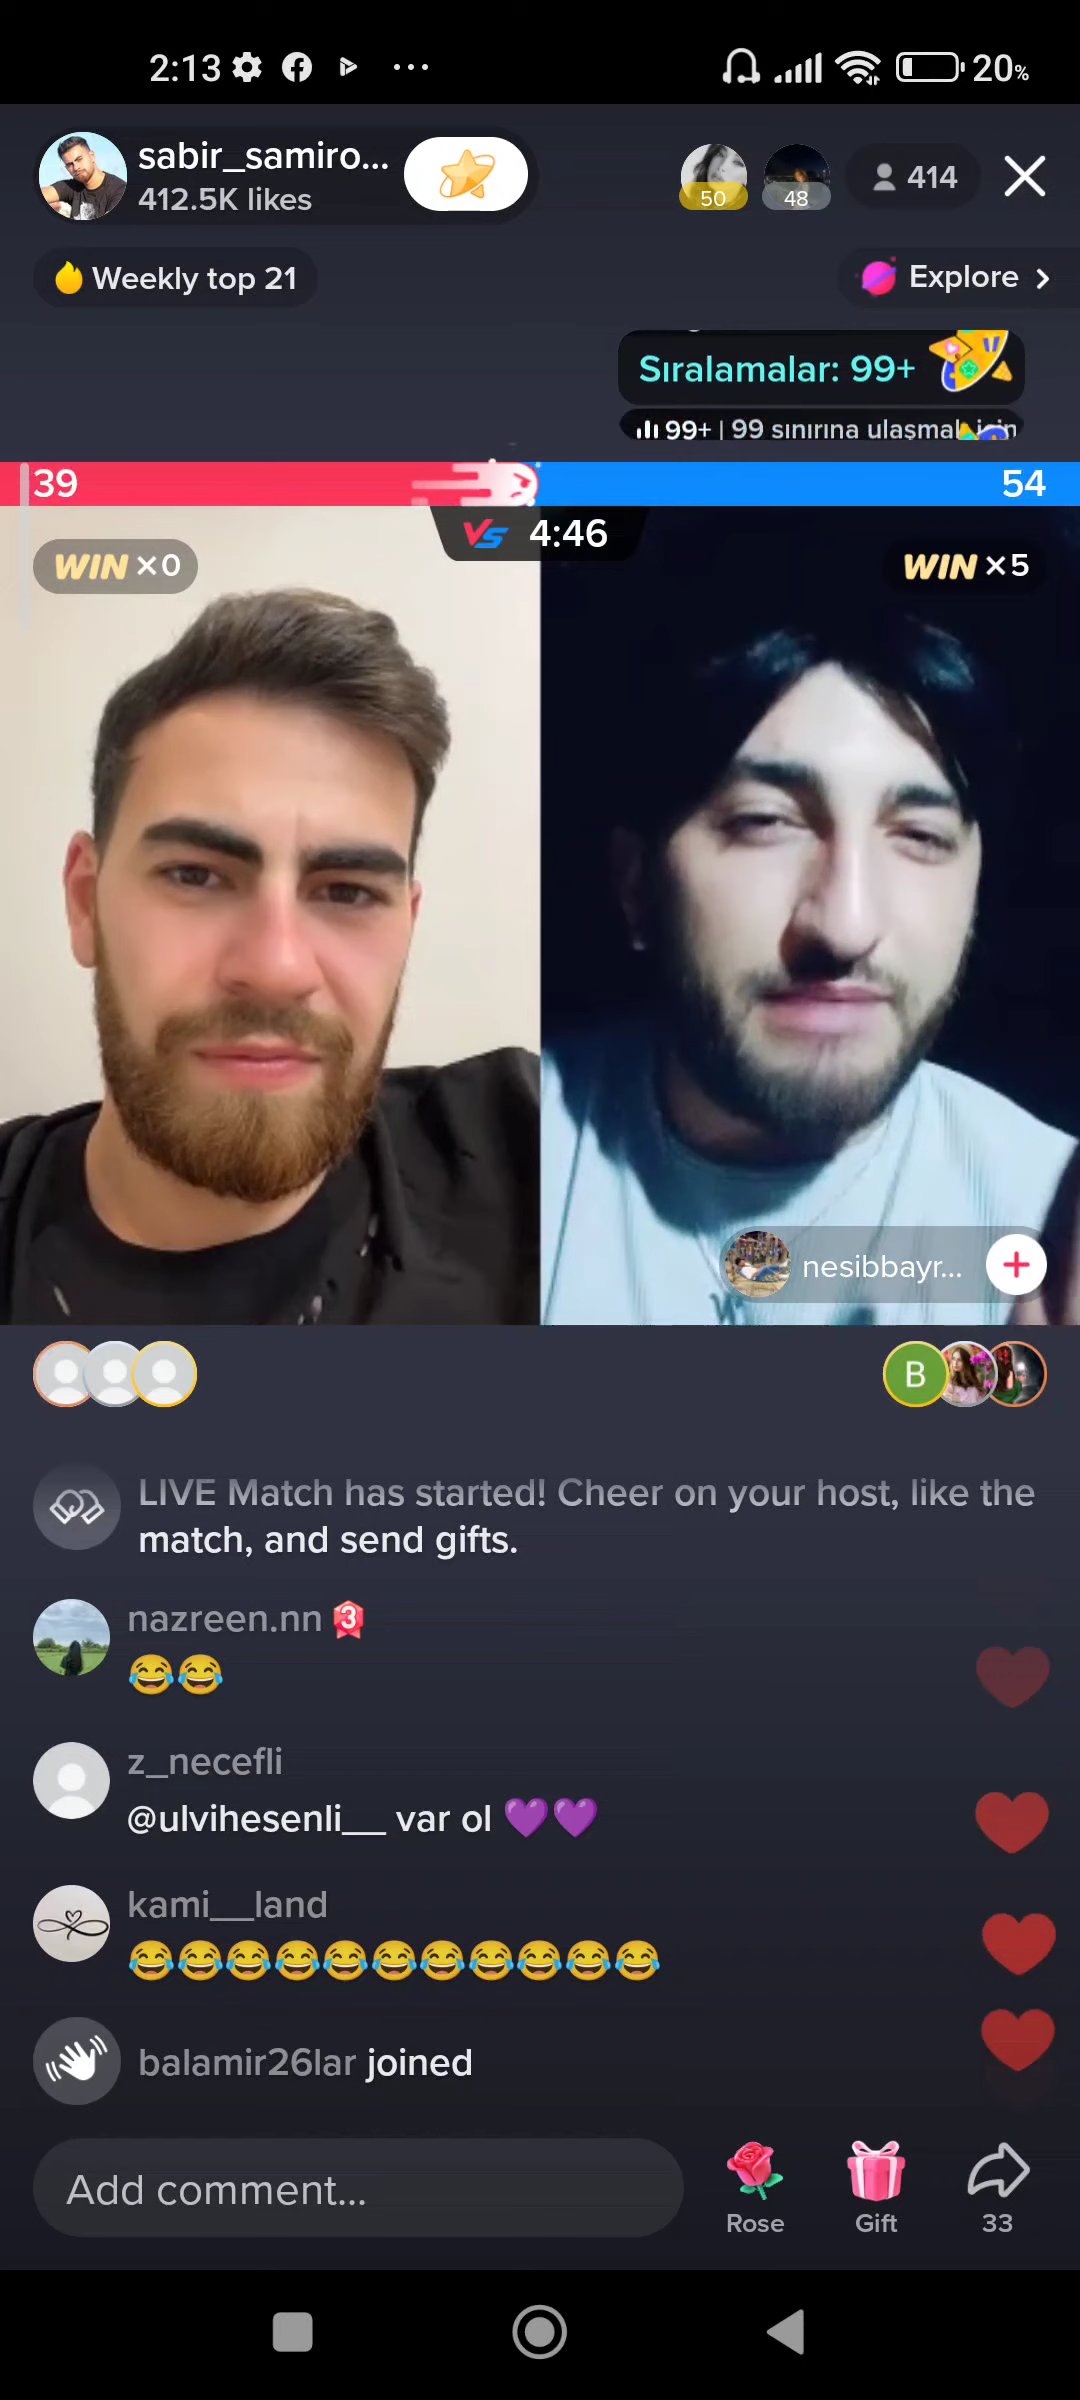 2:13
20%
sabir_samiro...
412.5K likes
50
48
414
Weekly top 21
Explore
Sıralamalar: 99+
99+ | 99 sınırına ulaşmak için
39
54
VS 4:46
WIN ×0
WIN ×5
nesibbayr...
B
LIVE Match has started! Cheer on your host, like the
match, and send gifts.
nazreen.nn 3
😂😂
z_necefli
@ulvihesenli__ var ol 💜💜
kami__land
😂😂😂😂😂😂😂😂😂😂😂
balamir26lar joined
Add comment...
Rose
Gift
33